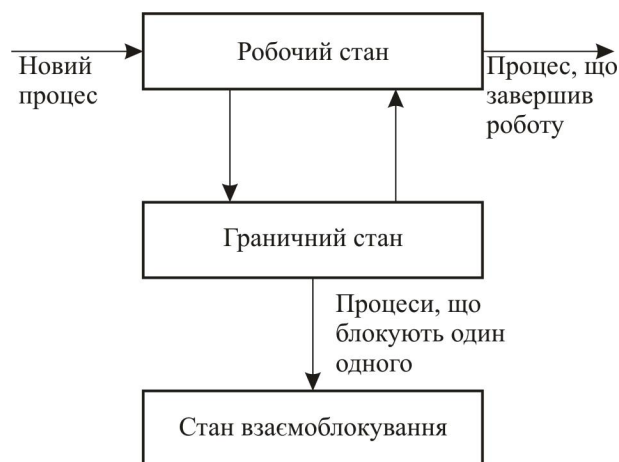 Робочий стан
Новий
процес
Процес, що
завершив
роботу
Граничний стан
Процеси, що
блокують один
одного
Стан взаємоблокування